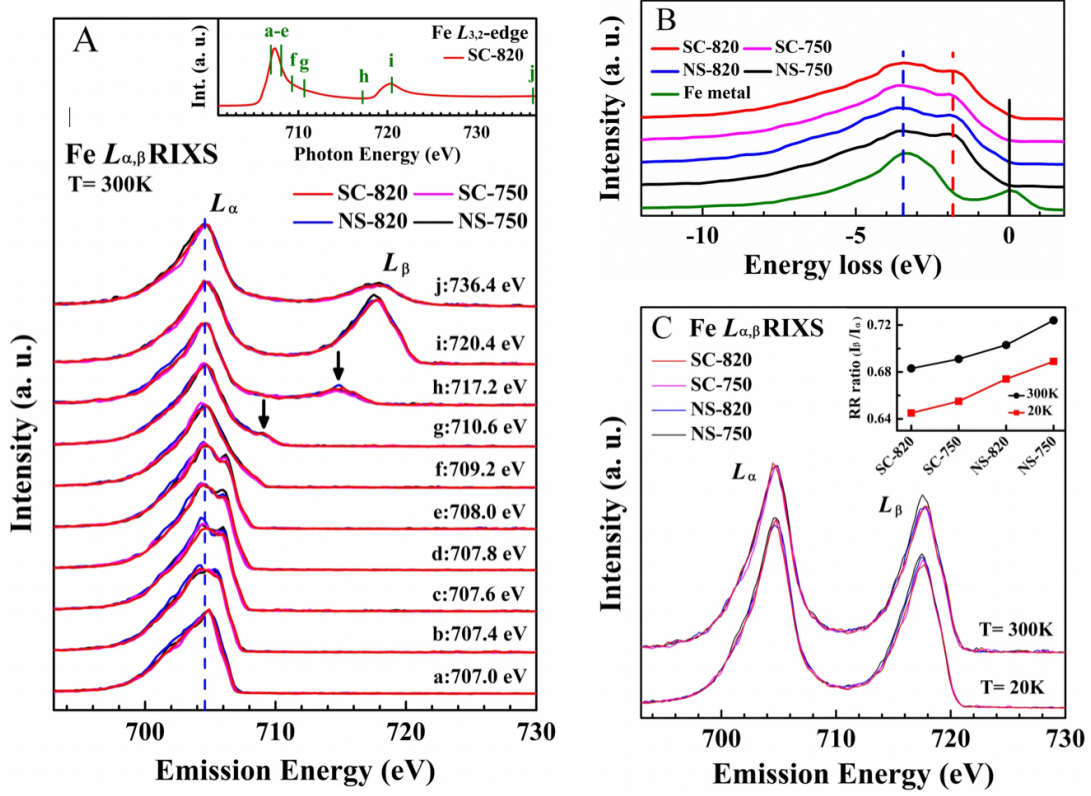 A
Fe L3,2-edge
SC-820
a-e
f
g
h
i
j
Int. (a. u.)
710
720
730
Photon Energy (eV)
Fe Lα,β RIXS
T= 300K
SC-820
SC-750
NS-820
NS-750
Lα
Lβ
j:736.4 eV
i:720.4 eV
h:717.2 eV
g:710.6 eV
f:709.2 eV
e:708.0 eV
d:707.8 eV
c:707.6 eV
b:707.4 eV
a:707.0 eV
Intensity (a. u.)
700
710
720
730
Emission Energy (eV)
B
SC-820
SC-750
NS-820
NS-750
Fe metal
Intensity (a. u.)
-10
-5
0
Energy loss (eV)
C
Fe Lα,β RIXS
SC-820
SC-750
NS-820
NS-750
RR ratio (Iβ /Iα)
0.72
0.68
0.64
300K
20K
SC-820
SC-750
NS-820
NS-750
Lα
Lβ
T= 300K
T= 20K
Intensity (a. u.)
700
710
720
730
Emission Energy (eV)